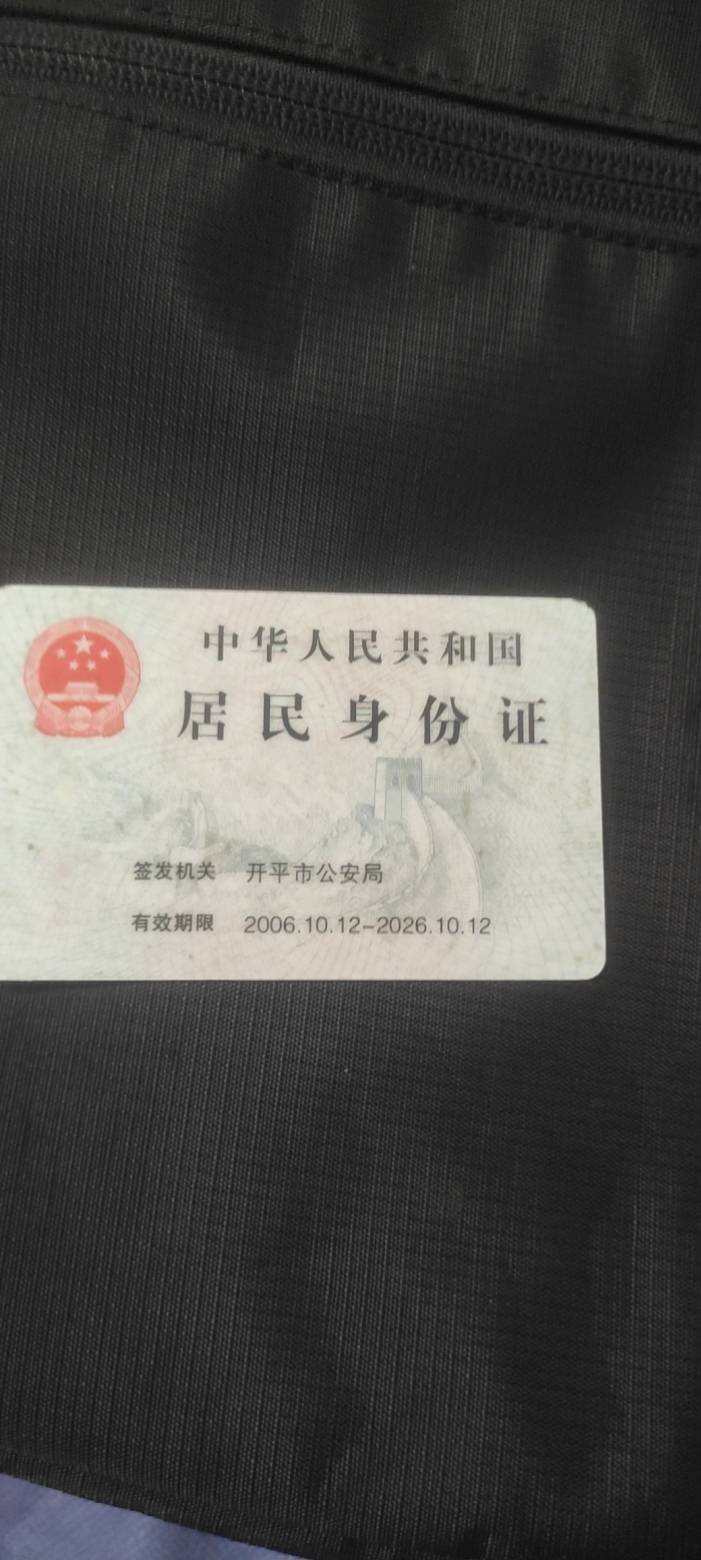 中华人民共和国
居民身份证
签发机关 开平市公安局
有效期限 2006.10.12-2026.10.12